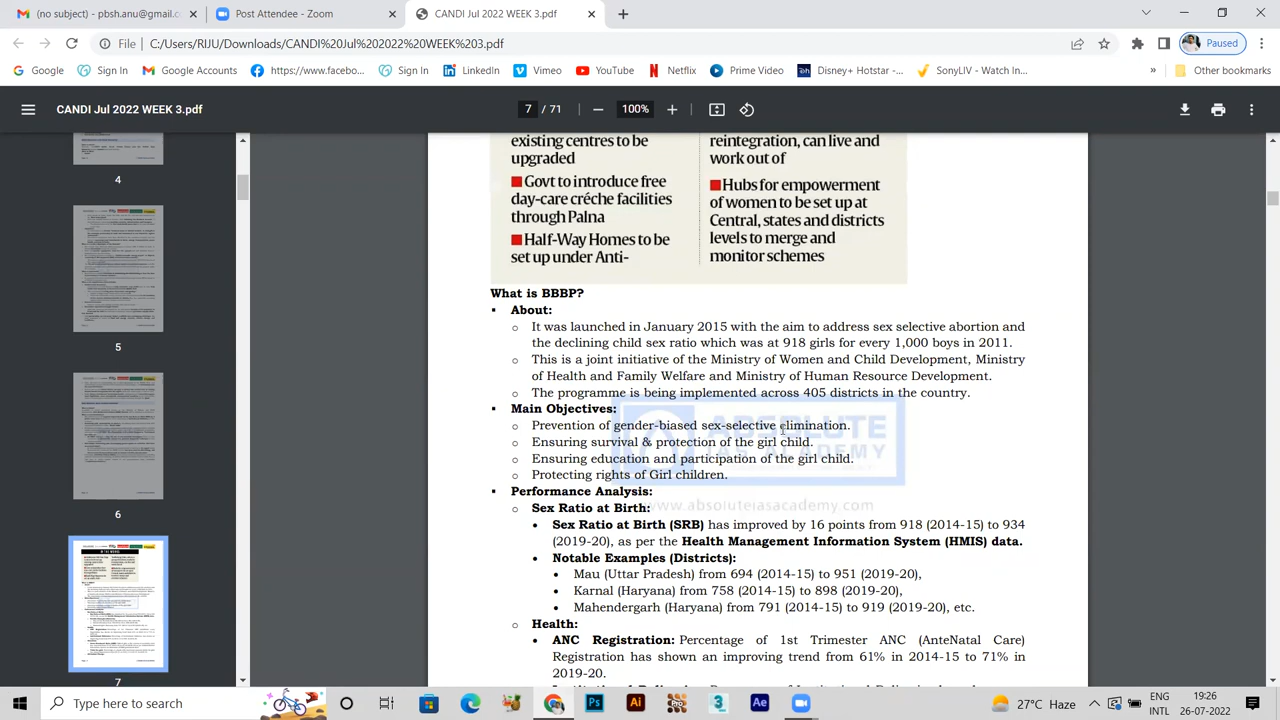 (no subject) - pbsh.anu@gmail.c
Post Attendee - Zoom
CANDI Jul 2022 WEEK 3.pdf
File
C:/Users/RIJU/Downloads/CANDI%20Jul%202022%20WEEK%203.pdf
Paused
Google
Sign In
Google Accounts
https://www.facebo...
Sign In
LinkedIn
Vimeo
YouTube
Netflix
Prime Video
Disney+ Hotstar -...
SonyLIV - Watch In...
»
Other bookmarks
CANDI Jul 2022 WEEK 3.pdf
7 / 71
100%
4
5
6
7
existing centres to be
upgraded
Govt to introduce free
day-care crèche facilities
through Palna
Half-Way Homes to be
set up under Anti-
reintegration, can live and
work out of
Hubs for empowerment
of women to be set up at
Central, states and districts
levels to merge and
monitor schemes
What is BBBP?
▪ About:
o It was launched in January 2015 with the aim to address sex selective abortion and
the declining child sex ratio which was at 918 girls for every 1,000 boys in 2011.
o This is a joint initiative of the Ministry of Women and Child Development, Ministry
of Health and Family Welfare and Ministry of Human Resource Development.
o The programme is being implemented across 405 districts in the country.
▪ Main Objectives:
o Prevention of gender-biased sex-selective elimination.
o Ensuring survival & protection of the girl child.
o Ensuring education and participation of the girl child.
o Protecting rights of Girl children.
www.absoluteiasacademy.com
▪ Performance Analysis:
o Sex Ratio at Birth:
• Sex Ratio at Birth (SRB) has improved by 16 points from 918 (2014-15) to 934
(2019-20), as per the Health Management Information System (HMIS) data.
• Notable Examples (Districts):
Mau (Uttar Pradesh) from 694 (2014-15) to 951 (2019-20),
Karnal (Haryana) from 758 (2014-15) to 898 (2019-20),
Mahendergarh (Haryana) from 791 (2014-15) to 919 (2019-20), etc.
o Health:
• ANC Registration: Percentage of 1st Trimester ANC (AnteNatal Care)
Registration has shown an improving trend from 61% in 2014-15 to 71% in
2019-20.
Type here to search
27°C Haze
ENG
INTL
19:26
26-07-2022